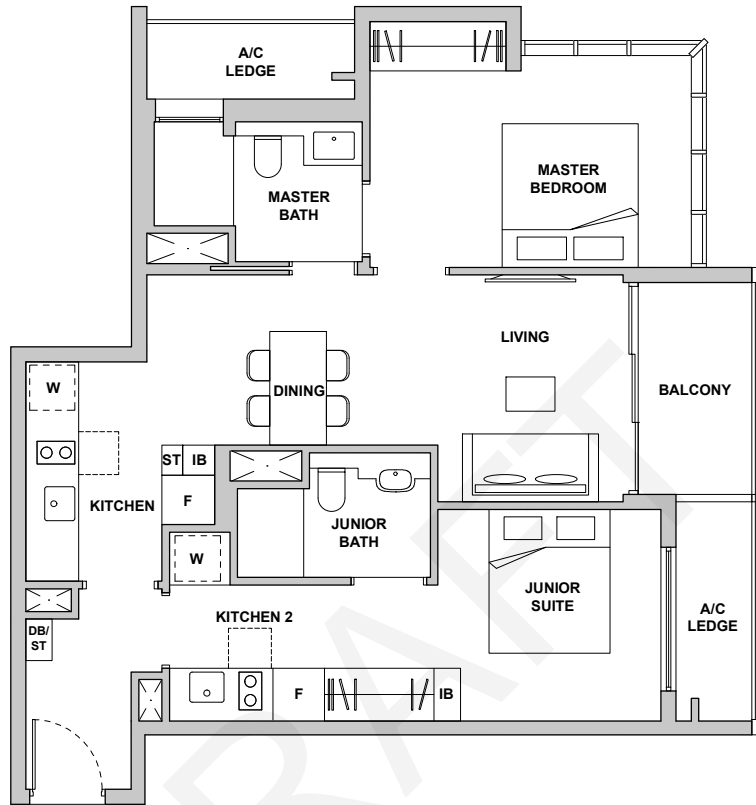 A/C
LEDGE
MASTER
BEDROOM
MASTER
BATH
LIVING
W
DINING
BALCONY
ST
IB
F
KITCHEN
JUNIOR
BATH
W
JUNIOR
SUITE
A/C
LEDGE
KITCHEN 2
DB/
ST
F
IB
DRAFT